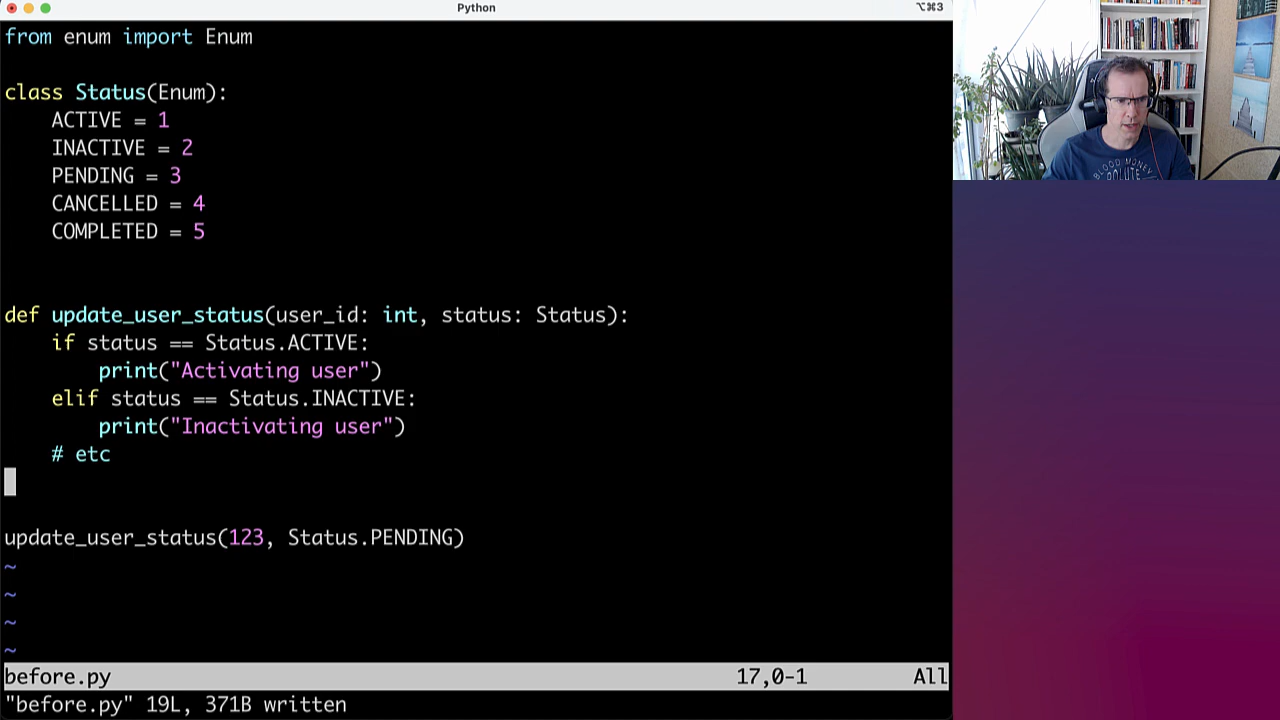 Python
⌥⌘3
from enum import Enum
class Status(Enum):
    ACTIVE = 1
    INACTIVE = 2
    PENDING = 3
    CANCELLED = 4
    COMPLETED = 5
def update_user_status(user_id: int, status: Status):
    if status == Status.ACTIVE:
        print("Activating user")
    elif status == Status.INACTIVE:
        print("Inactivating user")
    # etc
update_user_status(123, Status.PENDING)
~
~
~
~
before.py 17,0-1 All
"before.py" 19L, 371B written
BLOOD MONEY